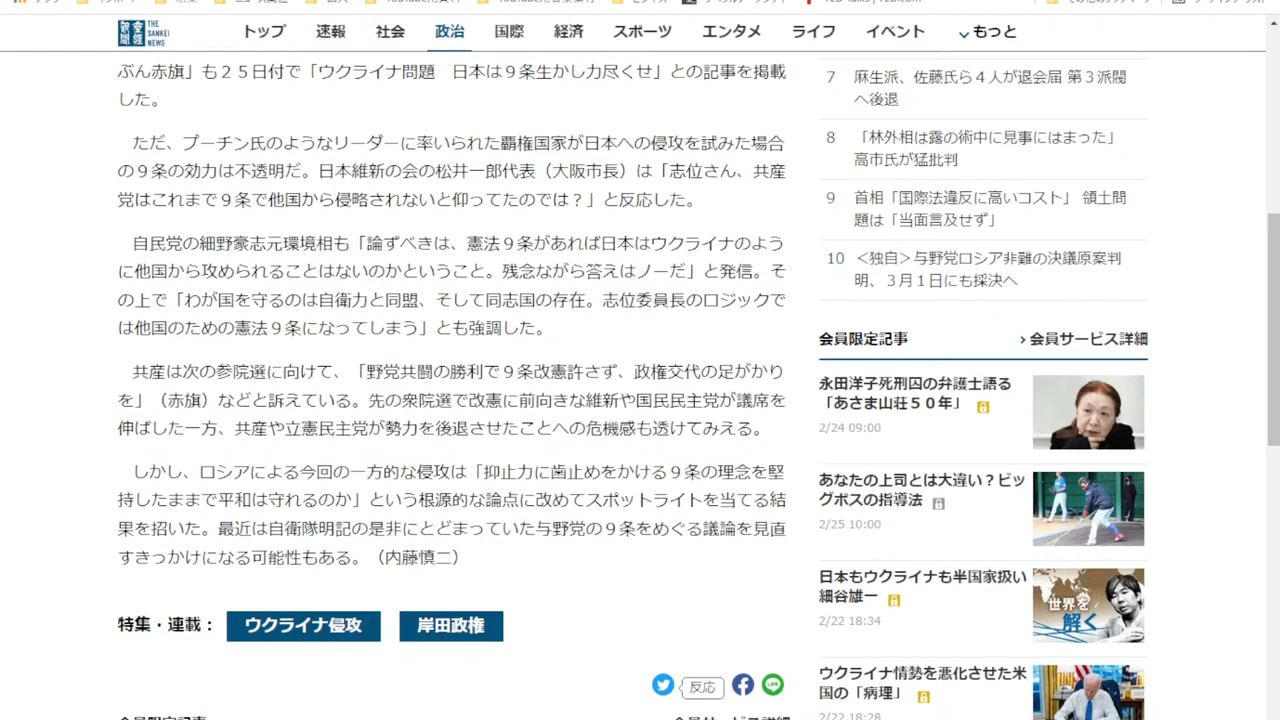 産経新聞 THE SANKEI NEWS
トップ 速報 社会 政治 国際 経済 スポーツ エンタメ ライフ イベント もっと
ぶん赤旗」も２５日付で「ウクライナ問題　日本は９条生かし力尽くせ」との記事を掲載
した。
ただ、プーチン氏のようなリーダーに率いられた覇権国家が日本への侵攻を試みた場合
の９条の効力は不透明だ。日本維新の会の松井一郎代表（大阪市長）は「志位さん、共産
党はこれまで９条で他国から侵略されないと仰ってたのでは？」と反応した。
自民党の細野豪志元環境相も「論ずべきは、憲法９条があれば日本はウクライナのよう
に他国から攻められることはないのかということ。残念ながら答えはノーだ」と発信。そ
の上で「わが国を守るのは自衛力と同盟、そして同志国の存在。志位委員長のロジックで
は他国のための憲法９条になってしまう」とも強調した。
共産は次の参院選に向けて、「野党共闘の勝利で９条改憲許さず、政権交代の足がかり
を」（赤旗）などと訴えている。先の衆院選で改憲に前向きな維新や国民民主党が議席を
伸ばした一方、共産や立憲民主党が勢力を後退させたことへの危機感も透けてみえる。
しかし、ロシアによる今回の一方的な侵攻は「抑止力に歯止めをかける９条の理念を堅
持したままで平和は守れるのか」という根源的な論点に改めてスポットライトを当てる結
果を招いた。最近は自衛隊明記の是非にとどまっていた与野党の９条をめぐる議論を見直
すきっかけになる可能性もある。（内藤慎二）
特集・連載： ウクライナ侵攻 岸田政権
反応
LINE
会員限定記事 会員サービス詳細
7 麻生派、佐藤氏ら４人が退会届 第３派閥
へ後退
8 「林外相は露の術中に見事にはまった」
高市氏が猛批判
9 首相「国際法違反に高いコスト」 領土問
題は「当面言及せず」
10 ＜独自＞与野党ロシア非難の決議原案判
明、３月１日にも採決へ
会員限定記事 › 会員サービス詳細
永田洋子死刑囚の弁護士語る
「あさま山荘５０年」
2/24 09:00
あなたの上司とは大違い？ビッ
グボスの指導法
2/25 10:00
日本もウクライナも半国家扱い
細谷雄一
2/22 18:34
世界を
解く
ウクライナ情勢を悪化させた米
国の「病理」
2/22 18:28